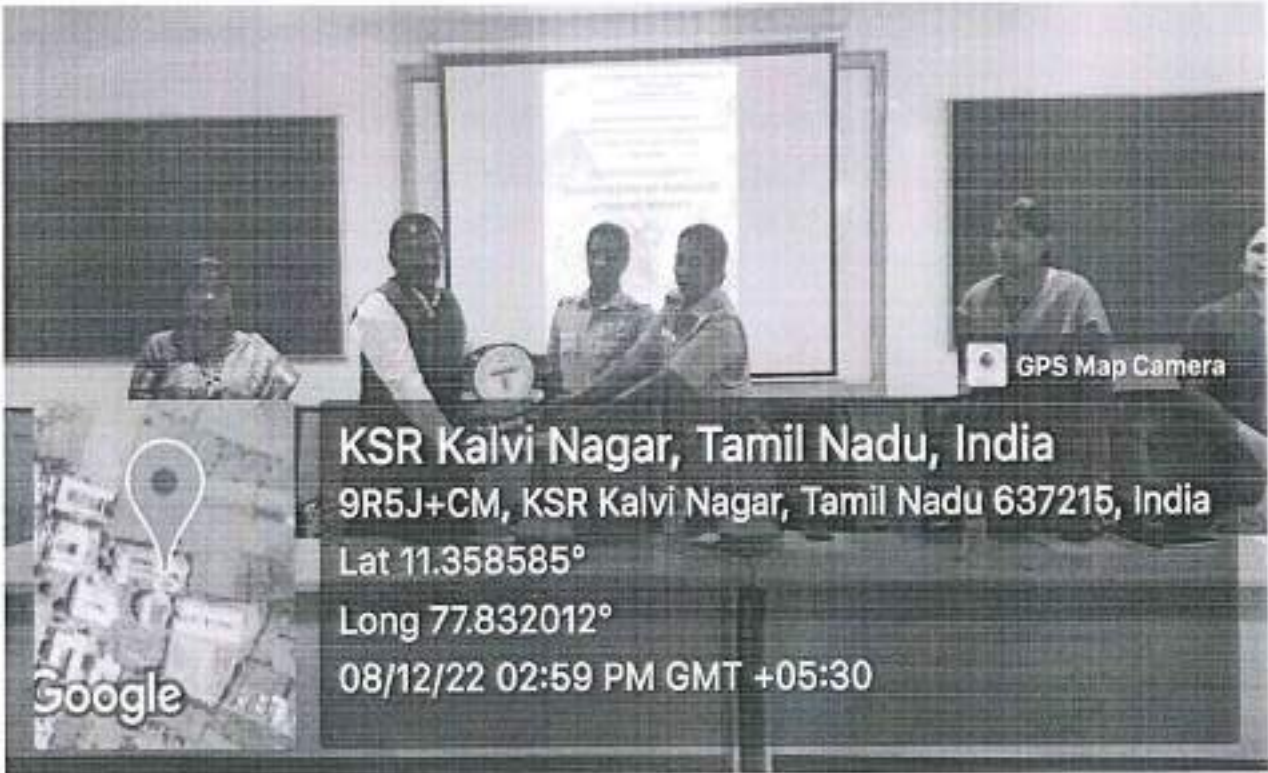 GPS Map Camera
KSR Kalvi Nagar, Tamil Nadu, India
9R5J+CM, KSR Kalvi Nagar, Tamil Nadu 637215, India
Lat 11.358585°
Long 77.832012°
08/12/22 02:59 PM GMT +05:30
Google